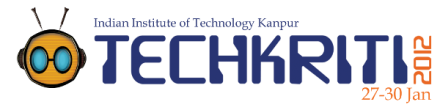 Indian Institute of Technology Kanpur
TECHKRITI 2012
27-30 Jan